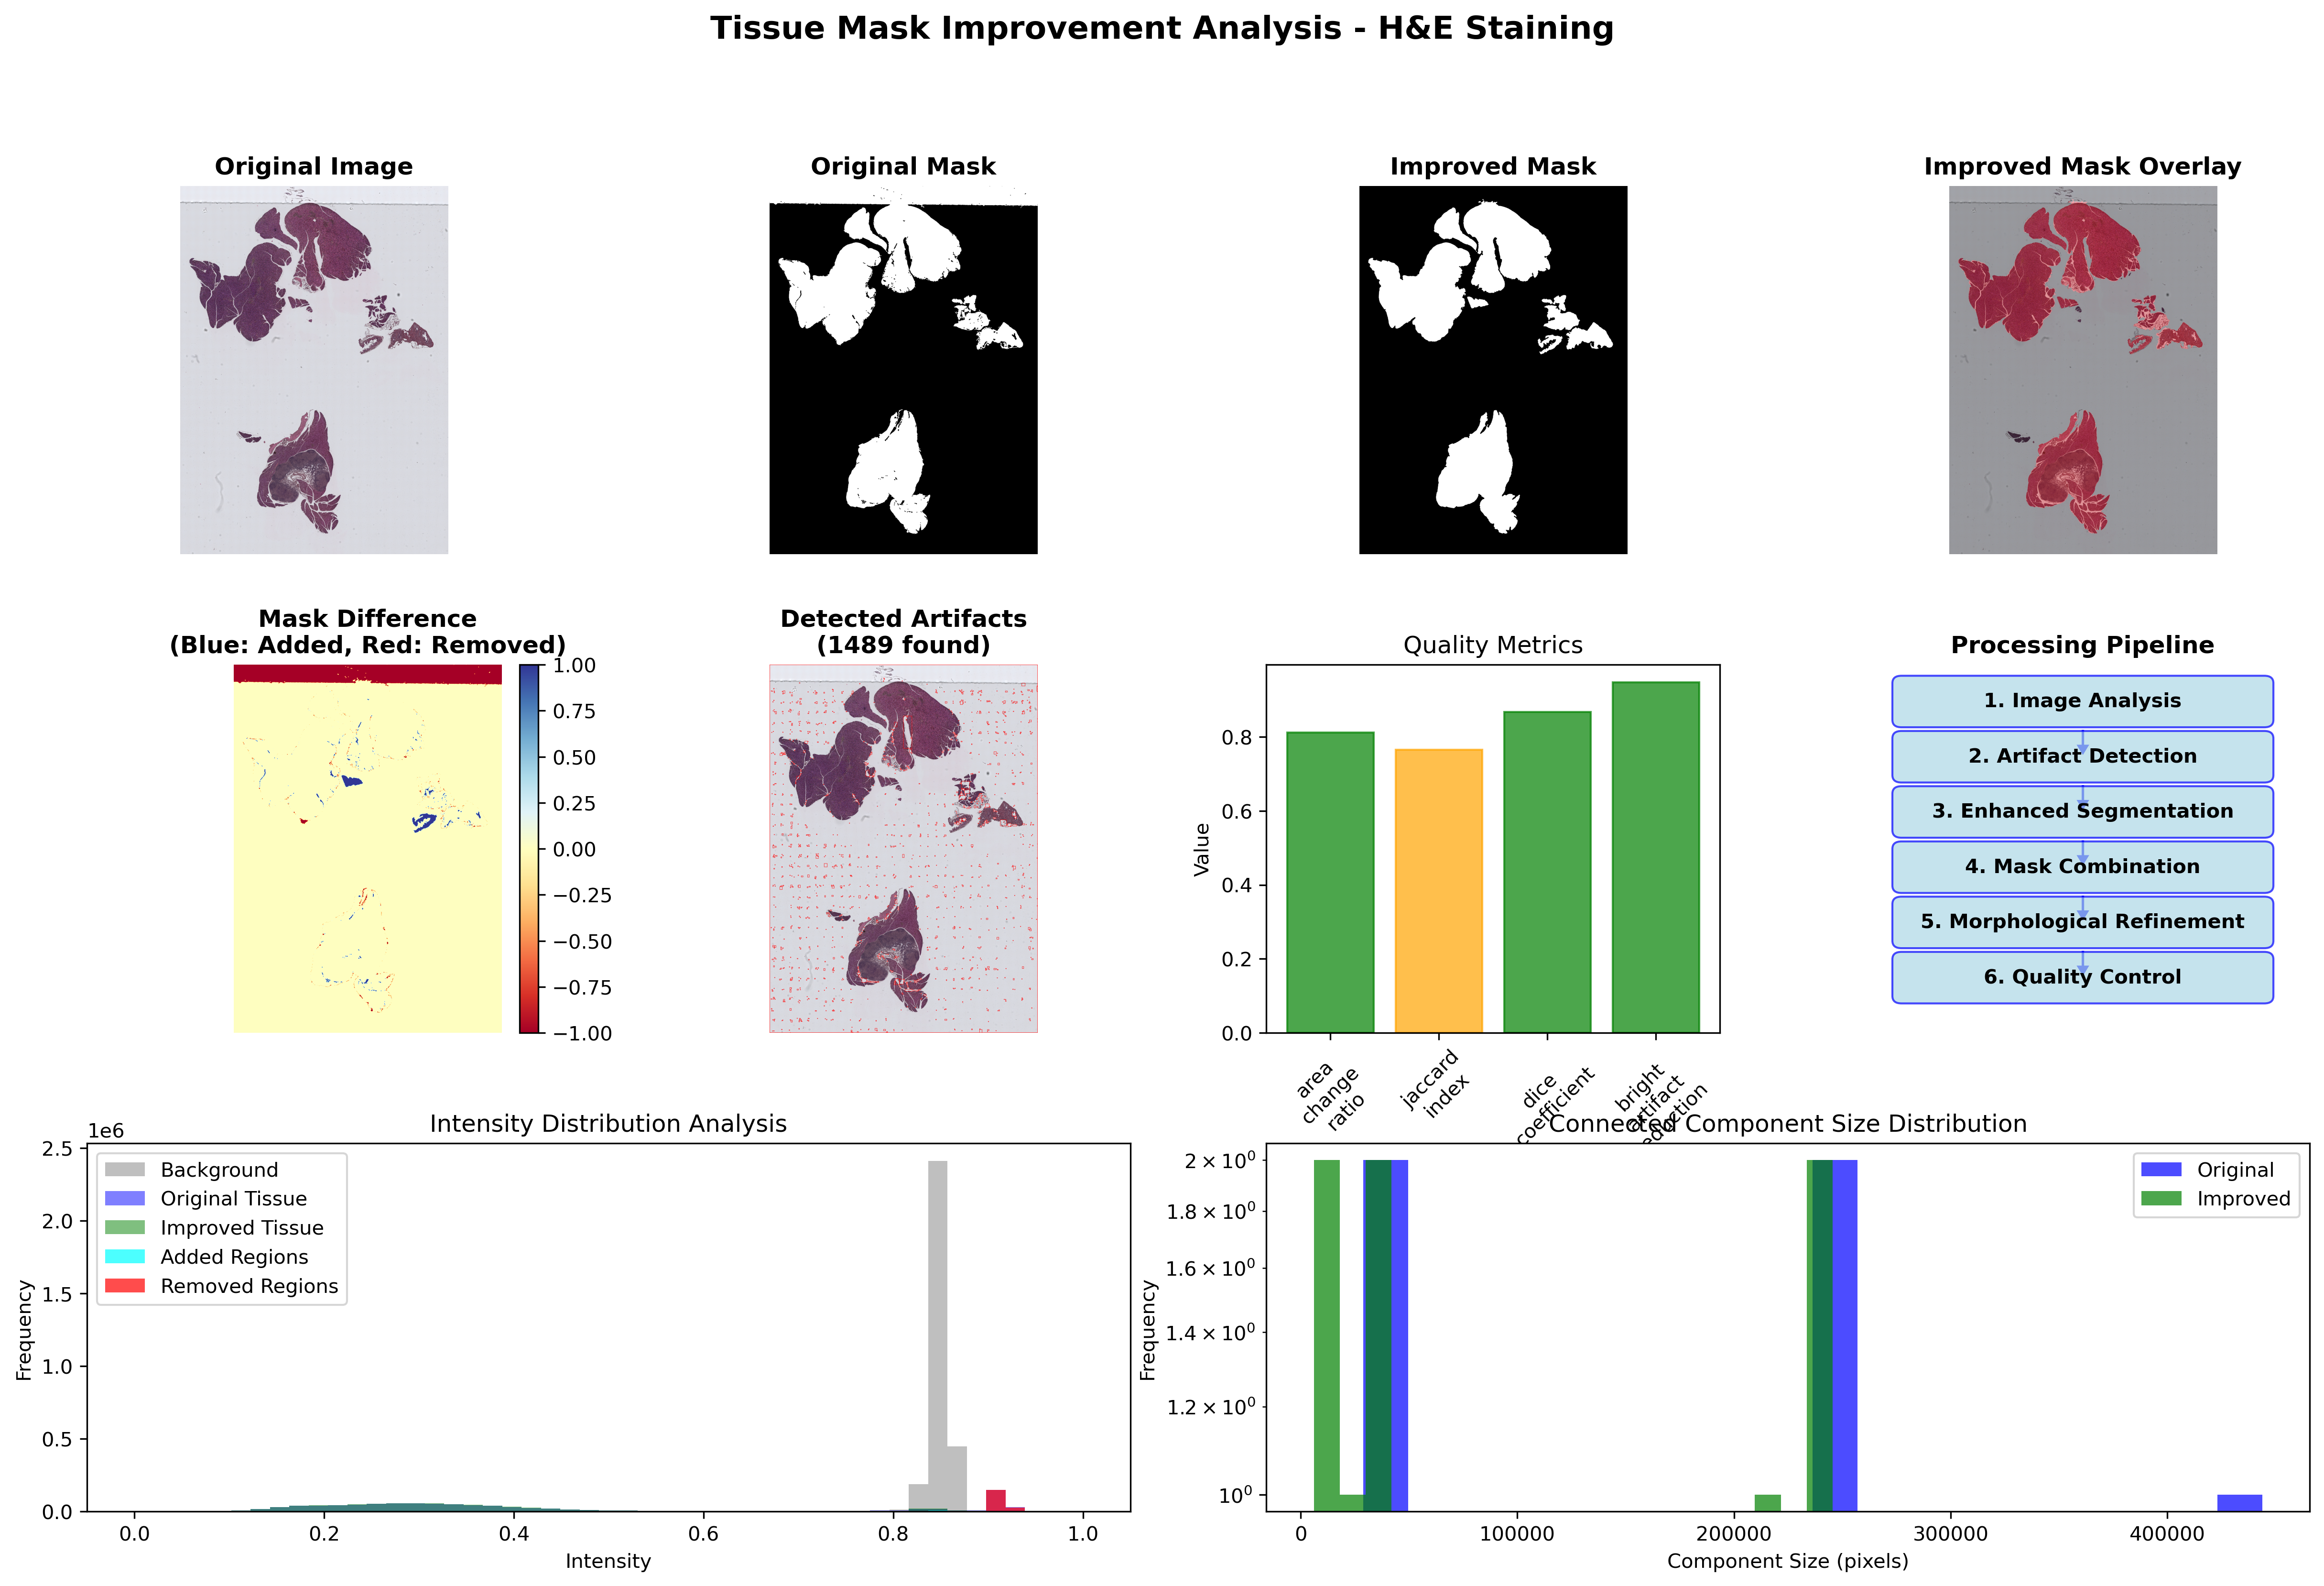 Tissue Mask Improvement Analysis - H&E Staining
Original Image
Original Mask
Improved Mask
Improved Mask Overlay
Mask Difference
(Blue: Added, Red: Removed)
1.00
0.75
0.50
0.25
0.00
−0.25
−0.50
−0.75
−1.00
Detected Artifacts
(1489 found)
Quality Metrics
Value
0.8
0.6
0.4
0.2
0.0
area
change
ratio
jaccard
index
dice
coefficient
bright
artifact
Processing Pipeline
1. Image Analysis
2. Artifact Detection
3. Enhanced Segmentation
4. Mask Combination
5. Morphological Refinement
6. Quality Control
Intensity Distribution Analysis
1e6
Frequency
2.5
2.0
1.5
1.0
0.5
0.0
Background
Original Tissue
Improved Tissue
Added Regions
Removed Regions
0.0 0.2 0.4 0.6 0.8 1.0
Intensity
Connected Component Size Distribution
Frequency
2 × 10⁰
1.8 × 10⁰
1.6 × 10⁰
1.4 × 10⁰
1.2 × 10⁰
10⁰
Original
Improved
0 100000 200000 300000 400000
Component Size (pixels)